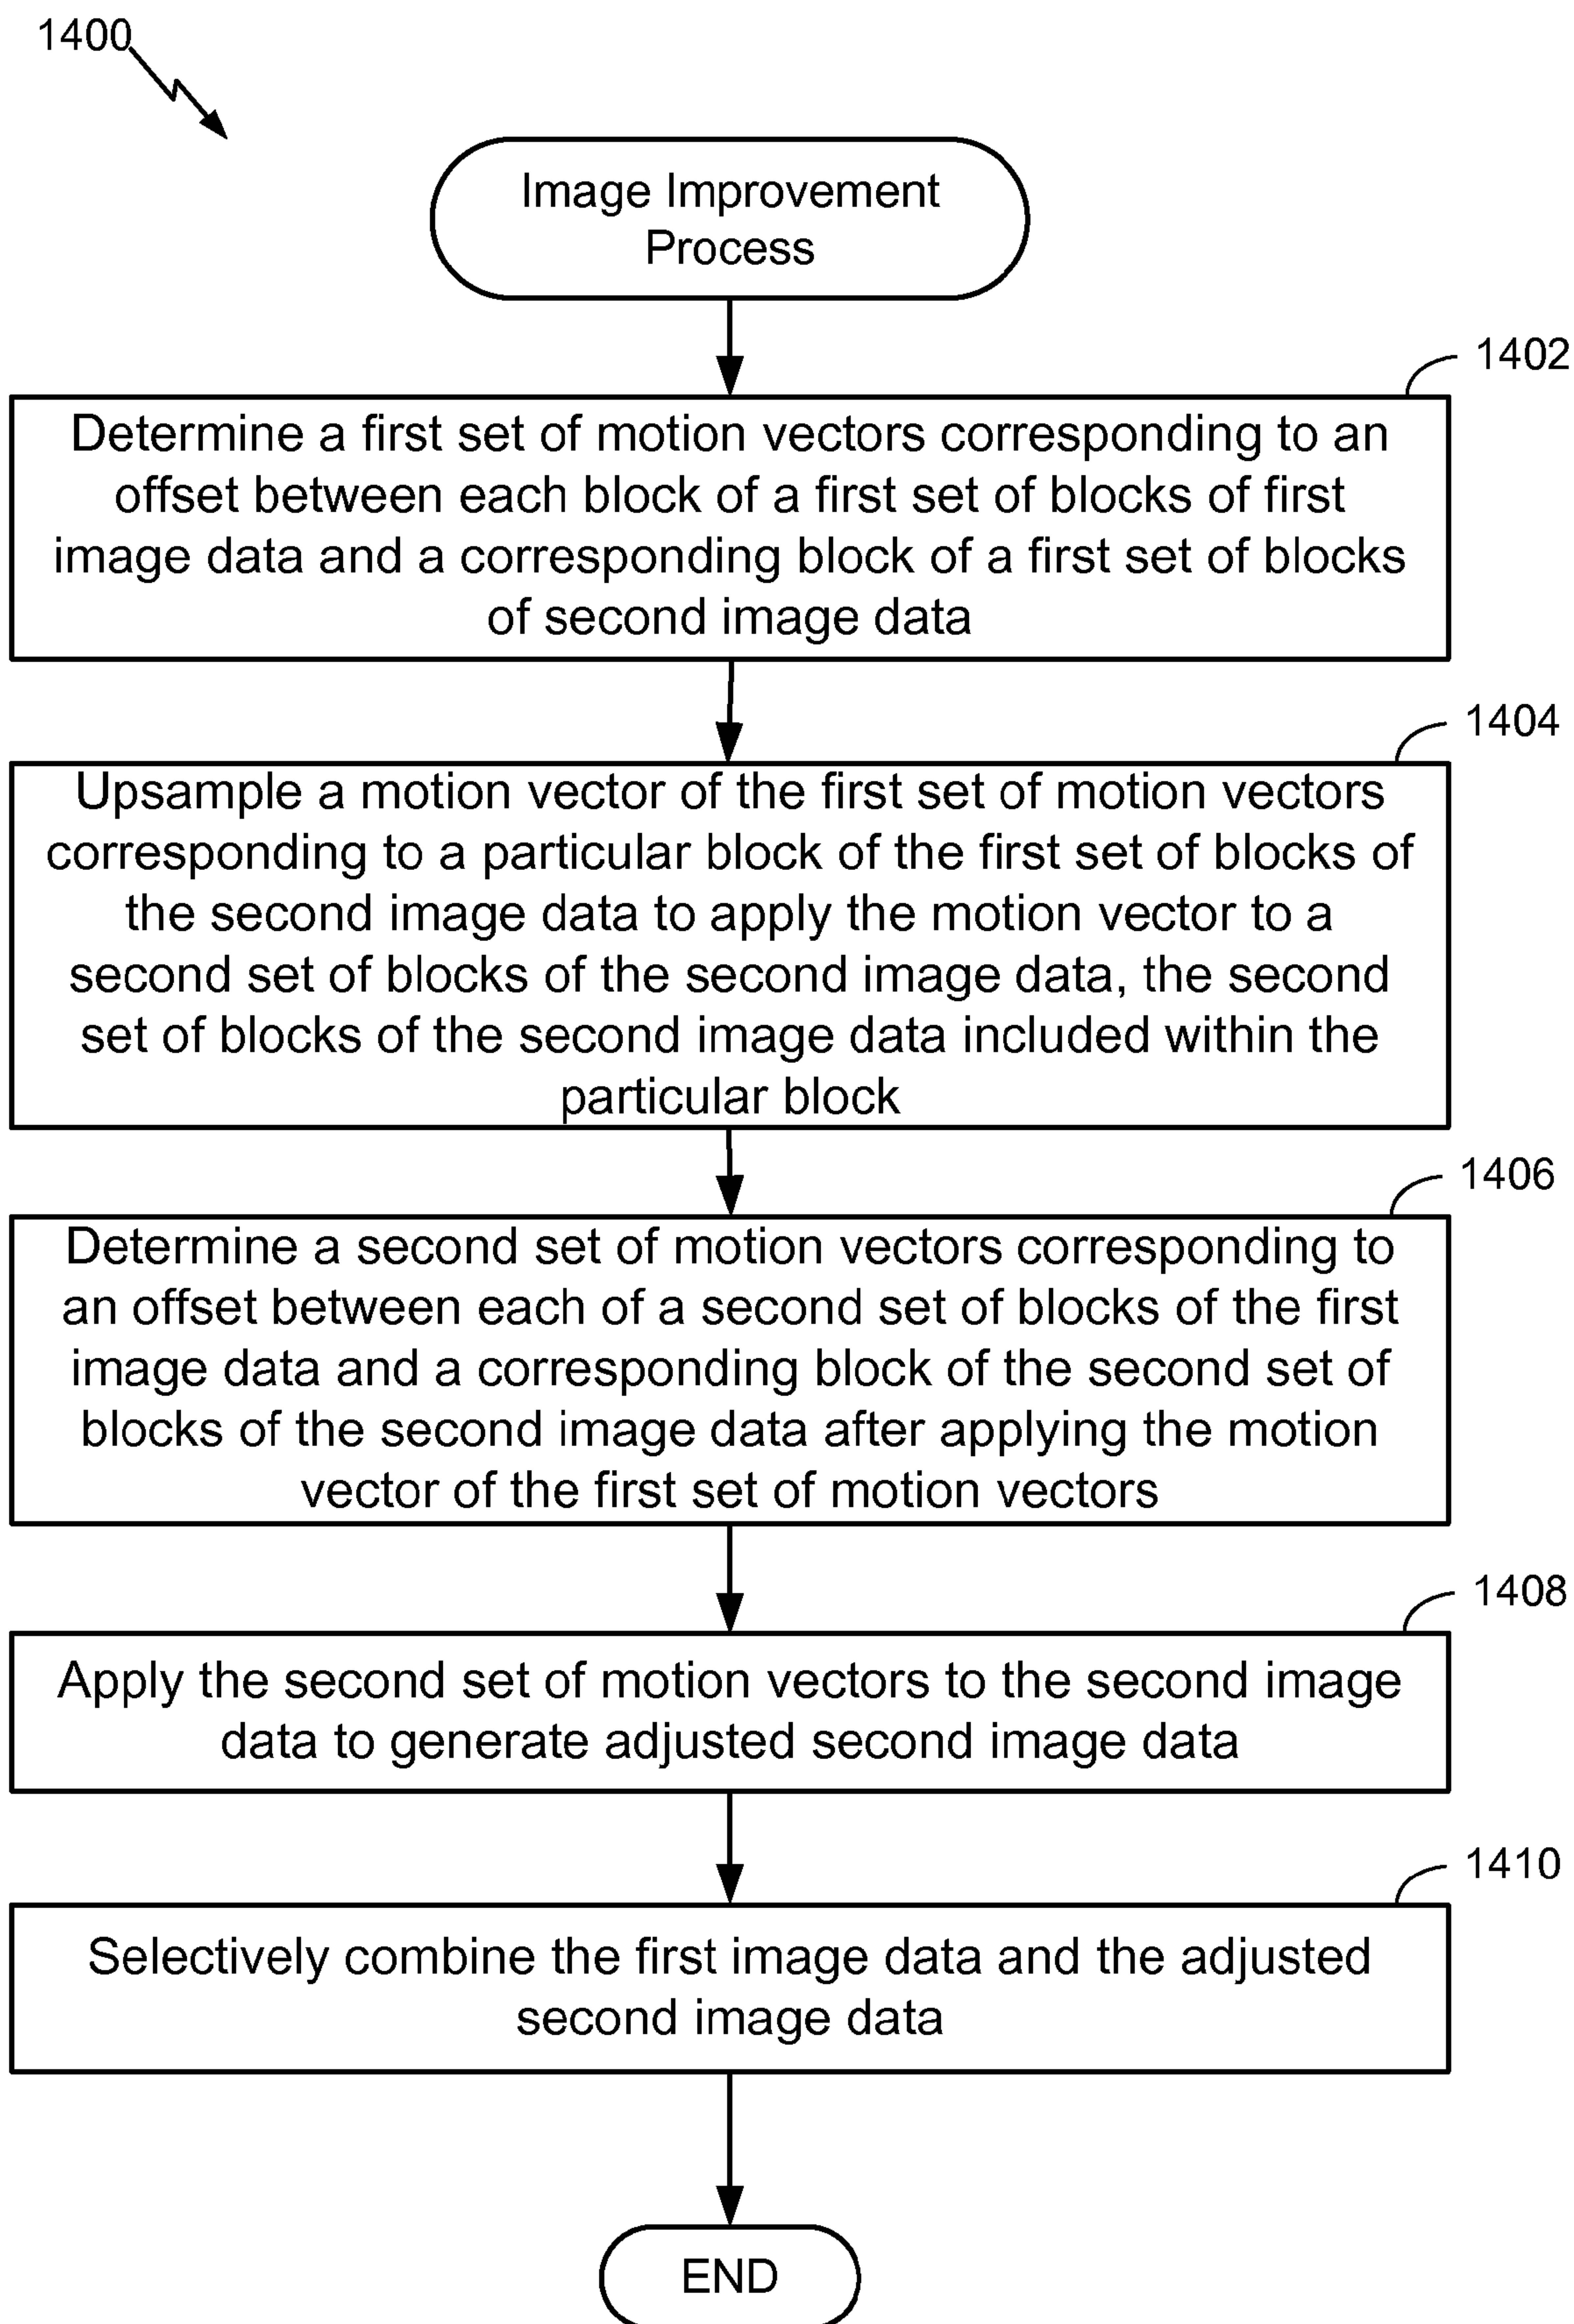 1400
Image Improvement
Process
1402
Determine a first set of motion vectors corresponding to an
offset between each block of a first set of blocks of first
image data and a corresponding block of a first set of blocks
of second image data
1404
Upsample a motion vector of the first set of motion vectors
corresponding to a particular block of the first set of blocks of
the second image data to apply the motion vector to a
second set of blocks of the second image data, the second
set of blocks of the second image data included within the
particular block
1406
Determine a second set of motion vectors corresponding to
an offset between each of a second set of blocks of the first
image data and a corresponding block of the second set of
blocks of the second image data after applying the motion
vector of the first set of motion vectors
1408
Apply the second set of motion vectors to the second image
data to generate adjusted second image data
1410
Selectively combine the first image data and the adjusted
second image data
END